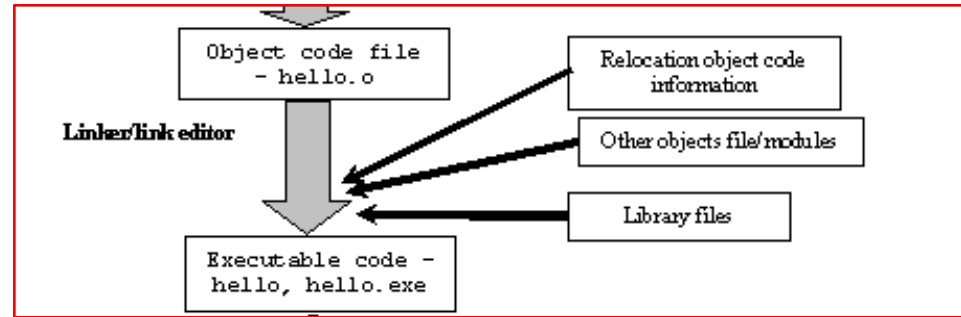 Object code file
- hello.o
Relocation object code
information
Linker/link editor
Other objects file/modules
Library files
Executable code -
hello, hello.exe